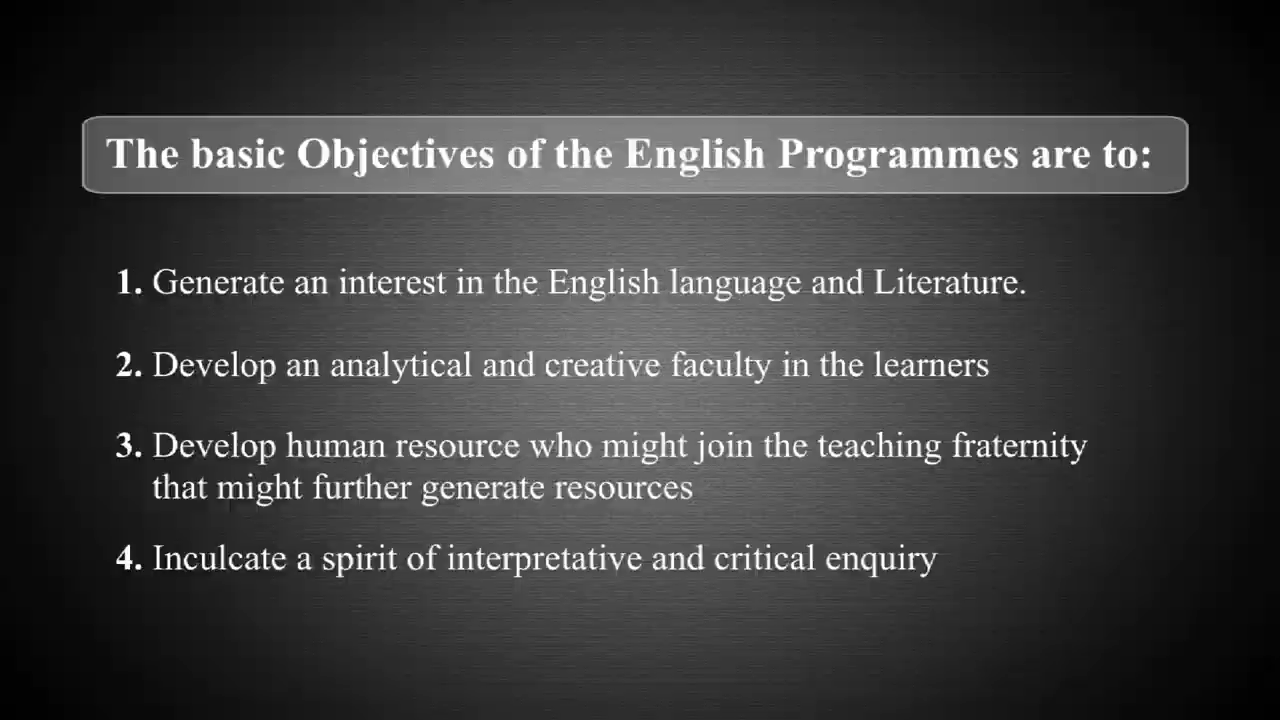 The basic Objectives of the English Programmes are to:
1. Generate an interest in the English language and Literature.
2. Develop an analytical and creative faculty in the learners
3. Develop human resource who might join the teaching fraternity
that might further generate resources
4. Inculcate a spirit of interpretative and critical enquiry